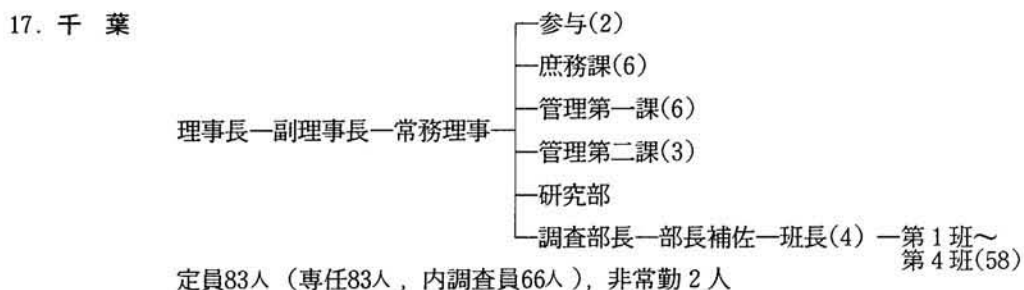 17. 千 葉
参与(2)
庶務課(6)
管理第一課(6)
理事長―副理事長―常務理事
管理第二課(3)
研究部
調査部長―部長補佐―班長(4) ―第1班～
第4班(58)
定員83人 (専任83人, 内調査員66人), 非常勤2人